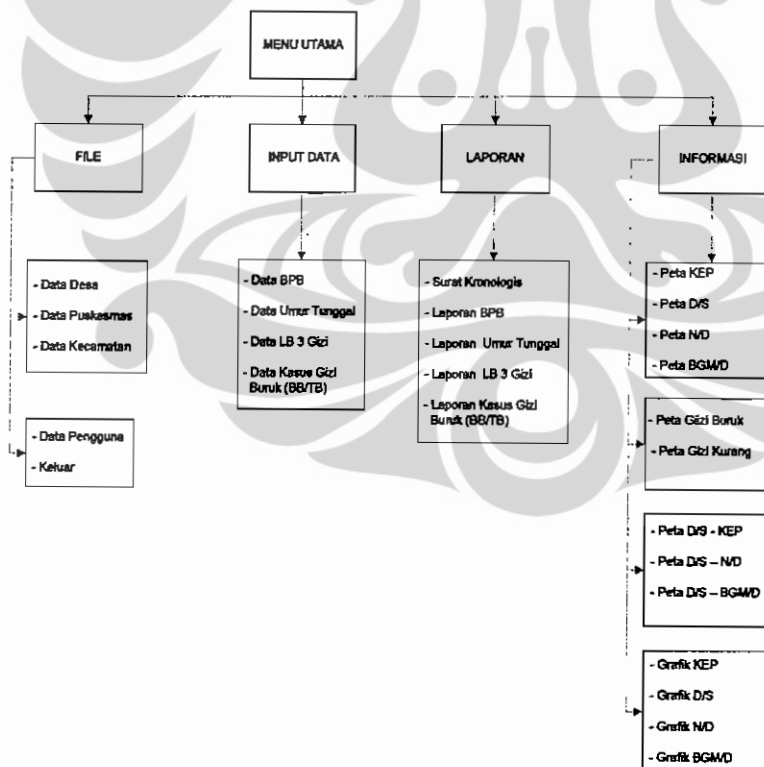 MENU UTAMA
FILE
INPUT DATA
LAPORAN
INFORMASI
- Data Desa
- Data Puskesmas
- Data Kecamatan
- Data Pengguna
- Keluar
- Data BPB
- Data Umur Tunggal
- Data LB 3 Gizi
- Data Kasus Gizi
Buruk (BB/TB)
- Surat Kronologis
- Laporan BPB
- Laporan Umur Tunggal
- Laporan LB 3 Gizi
- Laporan Kasus Gizi
Buruk (BB/TB)
- Peta KEP
- Peta D/S
- Peta N/D
- Peta BGM/D
- Peta Gizi Buruk
- Peta Gizi Kurang
- Peta D/S - KEP
- Peta D/S – N/D
- Peta D/S – BGM/D
- Grafik KEP
- Grafik D/S
- Grafik N/D
- Grafik BGM/D